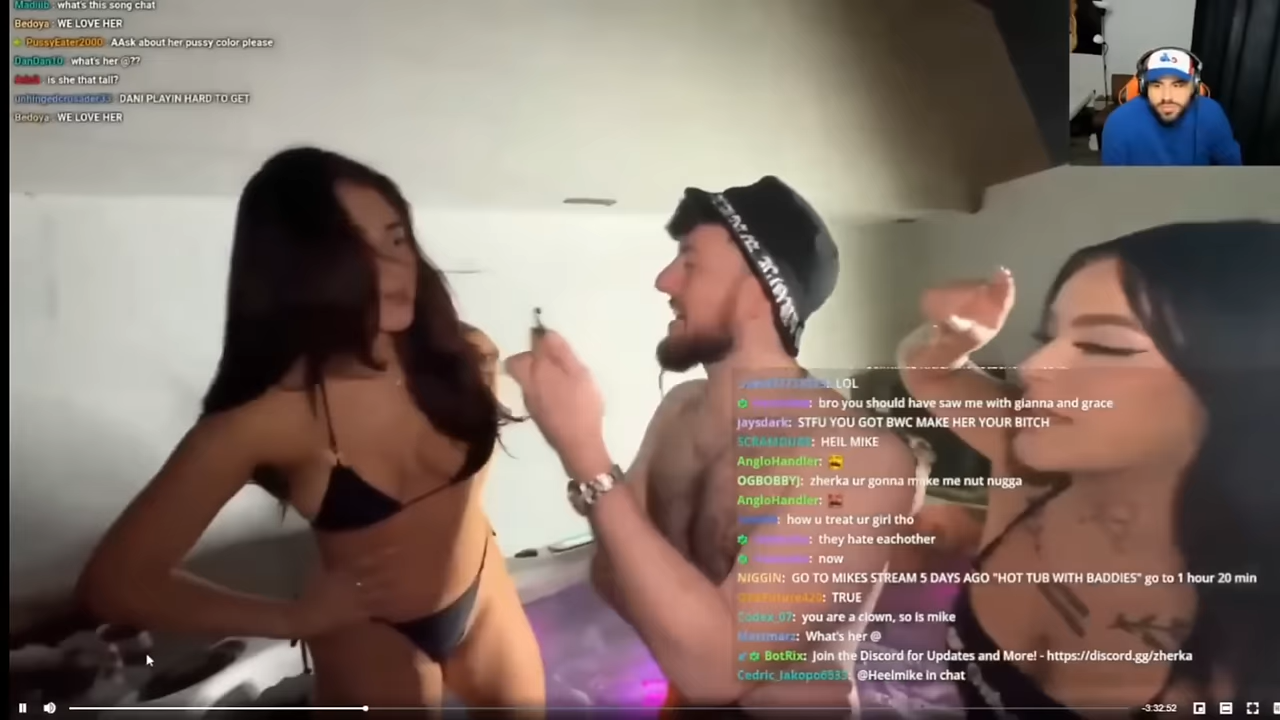 Madiiib: what's this song chat
Bedoya: WE LOVE HER
PussyEater2000: AAsk about her pussy color please
DanDan10: what's her @??
is she that tall?
unhingedcrusader33: DANI PLAYIN HARD TO GET
Bedoya: WE LOVE HER
LOL
: bro you should have saw me with gianna and grace
jaysdark: STFU YOU GOT BWC MAKE HER YOUR BITCH
HEIL MIKE
AngloHandler:
OGBOBBYJ: zherka ur gonna make me nut nugga
AngloHandler:
: how u treat ur girl tho
: they hate eachother
: now
NIGGIN: GO TO MIKES STREAM 5 DAYS AGO "HOT TUB WITH BADDIES" go to 1 hour 20 min
: TRUE
Codex_07: you are a clown, so is mike
: What's her @
BotRix: Join the Discord for Updates and More! - https://discord.gg/zherka
: @Heelmike in chat
-3:32:52